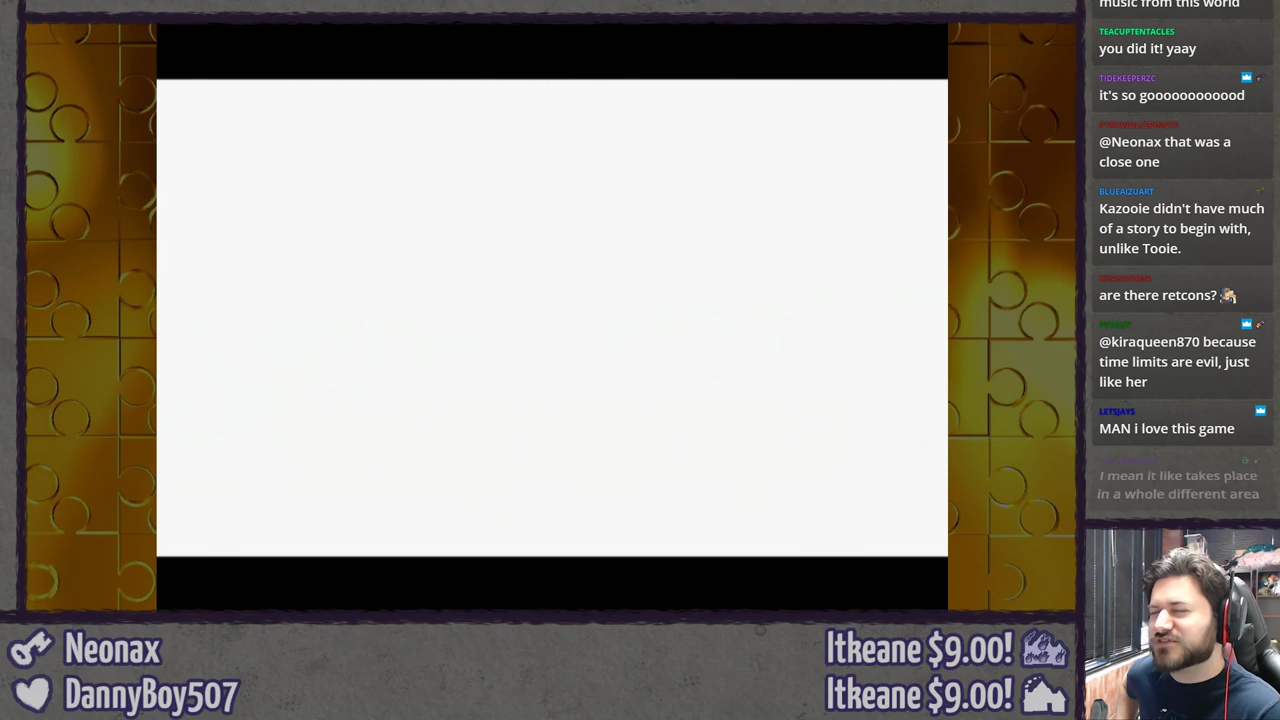 music from this world
TEACUPTENTACLES
you did it! yaay
TIDEKEEPERZC
it's so gooooooooooood
@Neonax that was a
close one
BLUEAIZUART
Kazooie didn't have much
of a story to begin with,
unlike Tooie.
are there retcons?
@kiraqueen870 because
time limits are evil, just
like her
LETSJAYS
MAN i love this game
I mean it like takes place
in a whole different area
Neonax
DannyBoy507
ltkeane $9.00!
ltkeane $9.00!